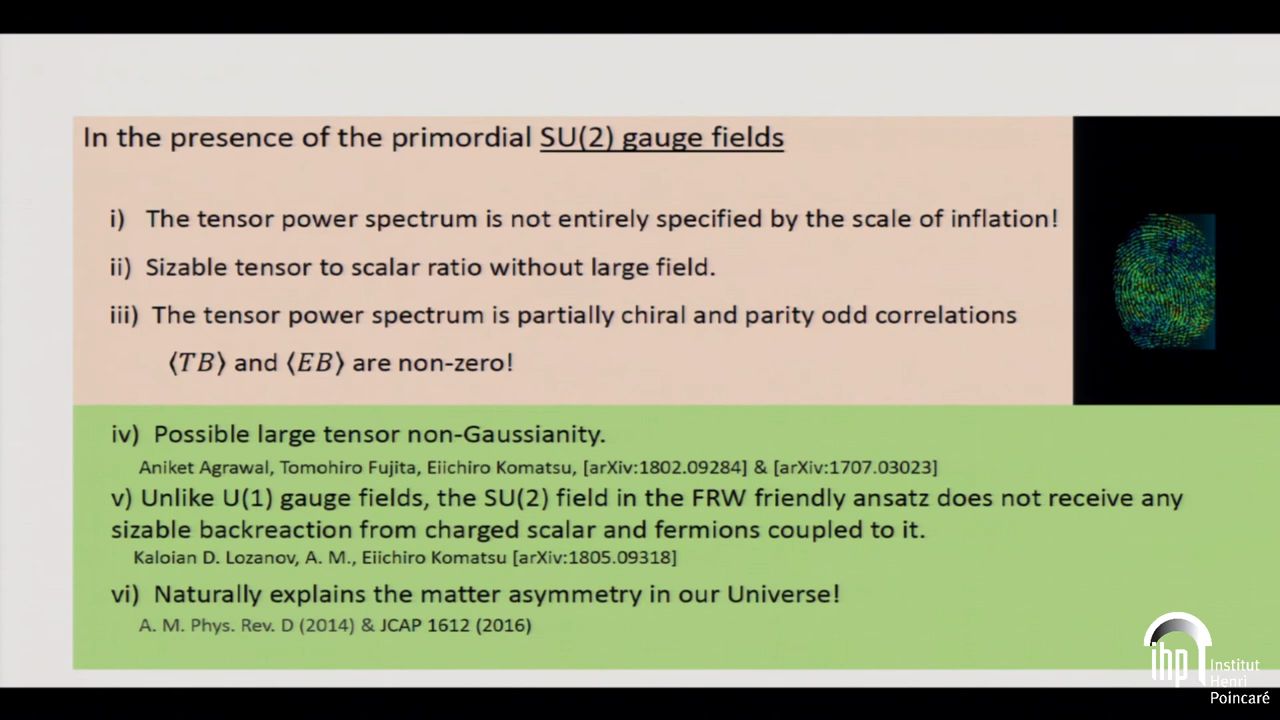 In the presence of the primordial SU(2) gauge fields
i) The tensor power spectrum is not entirely specified by the scale of inflation!
ii) Sizable tensor to scalar ratio without large field.
iii) The tensor power spectrum is partially chiral and parity odd correlations
⟨TB⟩ and ⟨EB⟩ are non-zero!
iv) Possible large tensor non-Gaussianity.
Aniket Agrawal, Tomohiro Fujita, Eiichiro Komatsu, [arXiv:1802.09284] & [arXiv:1707.03023]
v) Unlike U(1) gauge fields, the SU(2) field in the FRW friendly ansatz does not receive any
sizable backreaction from charged scalar and fermions coupled to it.
Kaloian D. Lozanov, A. M., Eiichiro Komatsu [arXiv:1805.09318]
vi) Naturally explains the matter asymmetry in our Universe!
A. M. Phys. Rev. D (2014) & JCAP 1612 (2016)
ihp
Institut
Henri
Poincaré